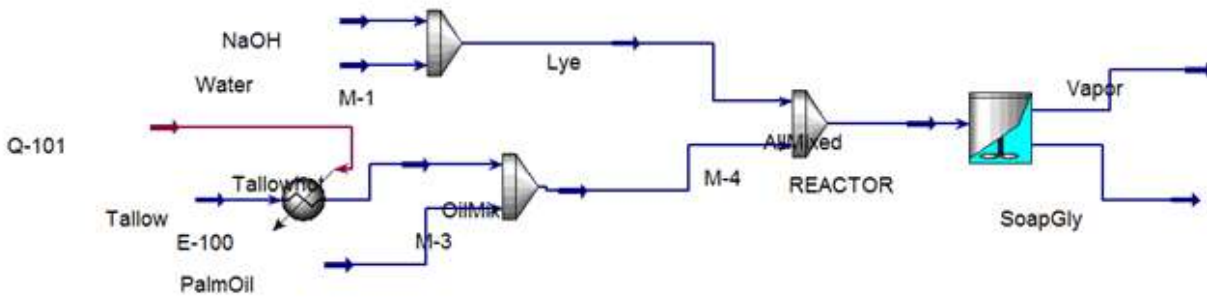 NaOH
Water
M-1
Lye
Q-101
Tallowhot
Tallow
E-100
PalmOil
OilMix
M-3
M-4
AllMixed
REACTOR
Vapor
SoapGly